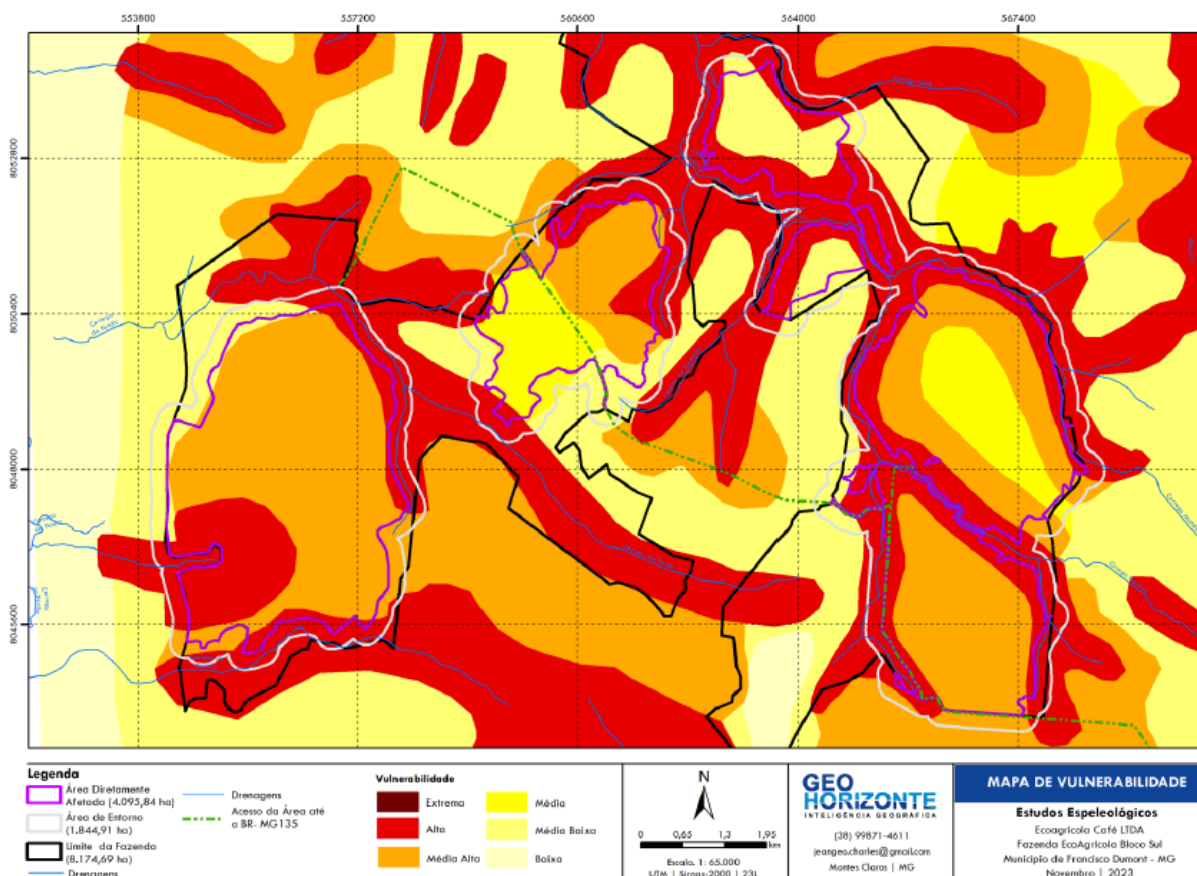 553800 557200 560600 564000 567400
8052800
8050400
8048000
8045600
Legenda
Área Diretamente
Afetada (4.095,84 ha)
Área de Entorno
(1.844,91 ha)
Limite da Fazenda
(8.174,69 ha)
Drenagens
Drenagens
Acesso da Área até
a BR- MG135
Vulnerabilidade
Extrema
Alta
Média Alta
Média
Média Baixa
Baixa
N
0 0,65 1,3 1,95
km
Escala. 1: 65.000
UTM | Sirgas-2000 | 23L
GEO
HORIZONTE
INTELIGÊNCIA GEOGRÁFICA
(38) 99871-4611
jeangeo.charles@gmail.com
Montes Claros | MG
MAPA DE VULNERABILIDADE
Estudos Espeleológicos
Ecoagrícola Café LTDA
Fazenda EcoAgrícola Bloco Sul
Município de Francisco Dumont - MG
Novembro | 2023